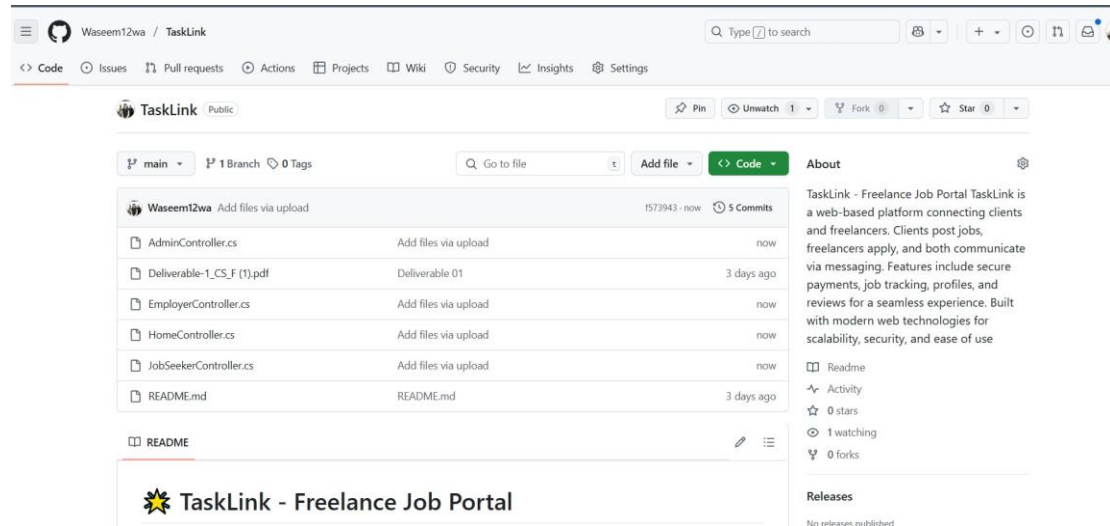 Waseem12wa / TaskLink
Type / to search
Code Issues Pull requests Actions Projects Wiki Security Insights Settings
TaskLink Public
Pin Unwatch 1 Fork 0 Star 0
main 1 Branch 0 Tags
Go to file t Add file Code
Waseem12wa Add files via upload f573943 · now 5 Commits
AdminController.cs Add files via upload now
Deliverable-1_CS_F (1).pdf Deliverable 01 3 days ago
EmployerController.cs Add files via upload now
HomeController.cs Add files via upload now
JobSeekerController.cs Add files via upload now
README.md README.md 3 days ago
README
TaskLink - Freelance Job Portal
About
TaskLink - Freelance Job Portal TaskLink is
a web-based platform connecting clients
and freelancers. Clients post jobs,
freelancers apply, and both communicate
via messaging. Features include secure
payments, job tracking, profiles, and
reviews for a seamless experience. Built
with modern web technologies for
scalability, security, and ease of use
Readme
Activity
0 stars
1 watching
0 forks
Releases
No releases published